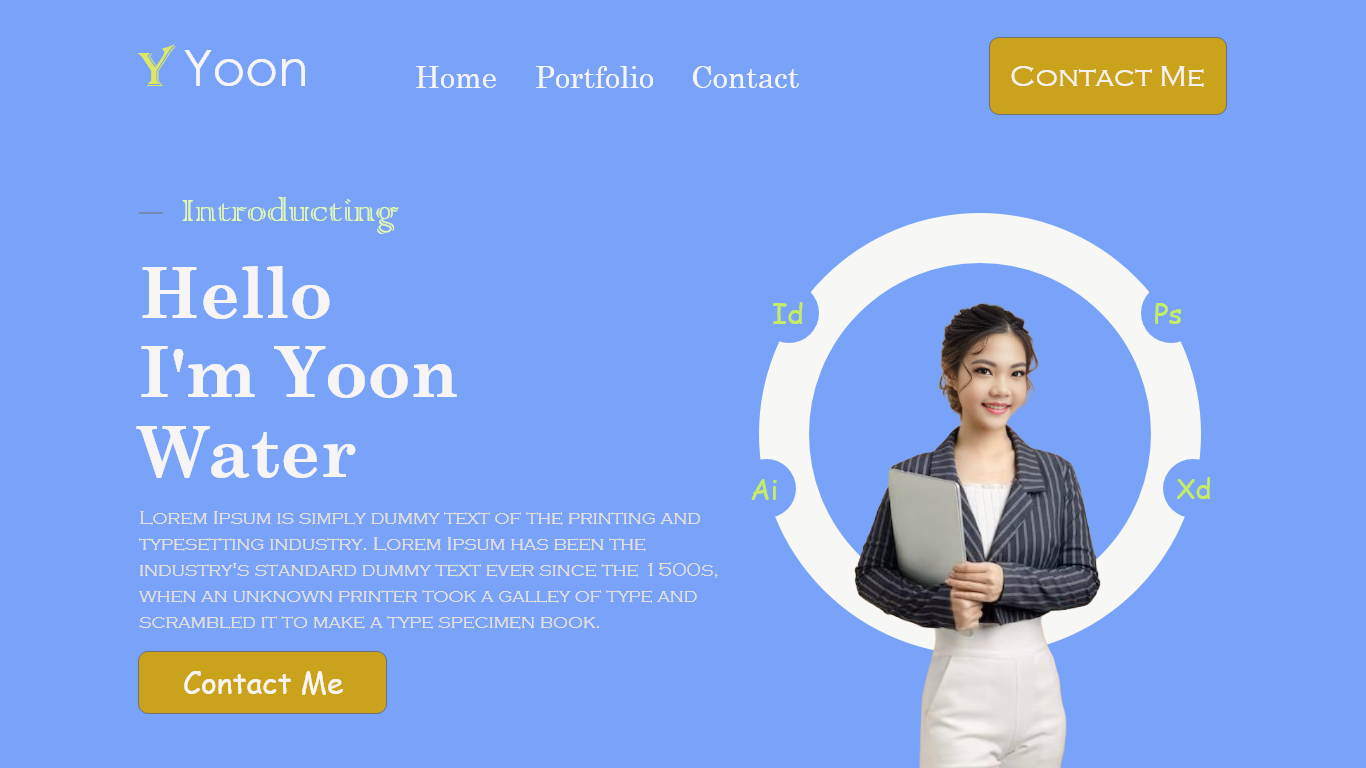 Y Yoon
Home Portfolio Contact
Contact Me
Introducting
Hello
I'm Yoon
Water
Lorem Ipsum is simply dummy text of the printing and
typesetting industry. Lorem Ipsum has been the
industry's standard dummy text ever since the 1500s,
when an unknown printer took a galley of type and
scrambled it to make a type specimen book.
Contact Me
Id
Ps
Ai
Xd